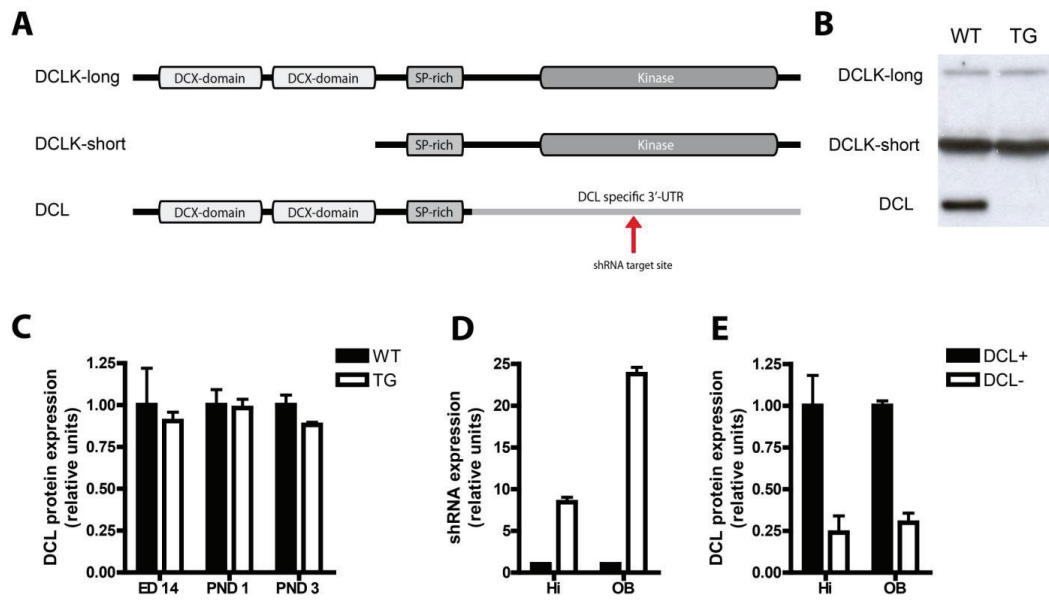 A
B
WT TG
DCLK-long DCX-domain DCX-domain SP-rich Kinase
DCLK-long
DCLK-short SP-rich Kinase
DCLK-short
DCL DCX-domain DCX-domain SP-rich DCL specific 3'-UTR
DCL
shRNA target site
C
DCL protein expression
(relative units)
1.25
1.00
0.75
0.50
0.25
0.00
ED 14 PND 1 PND 3
WT
TG
D
shRNA expression
(relative units)
25
20
15
10
5
0
Hi OB
E
DCL protein expression
(relative units)
1.25
1.00
0.75
0.50
0.25
0.00
Hi OB
DCL+
DCL-